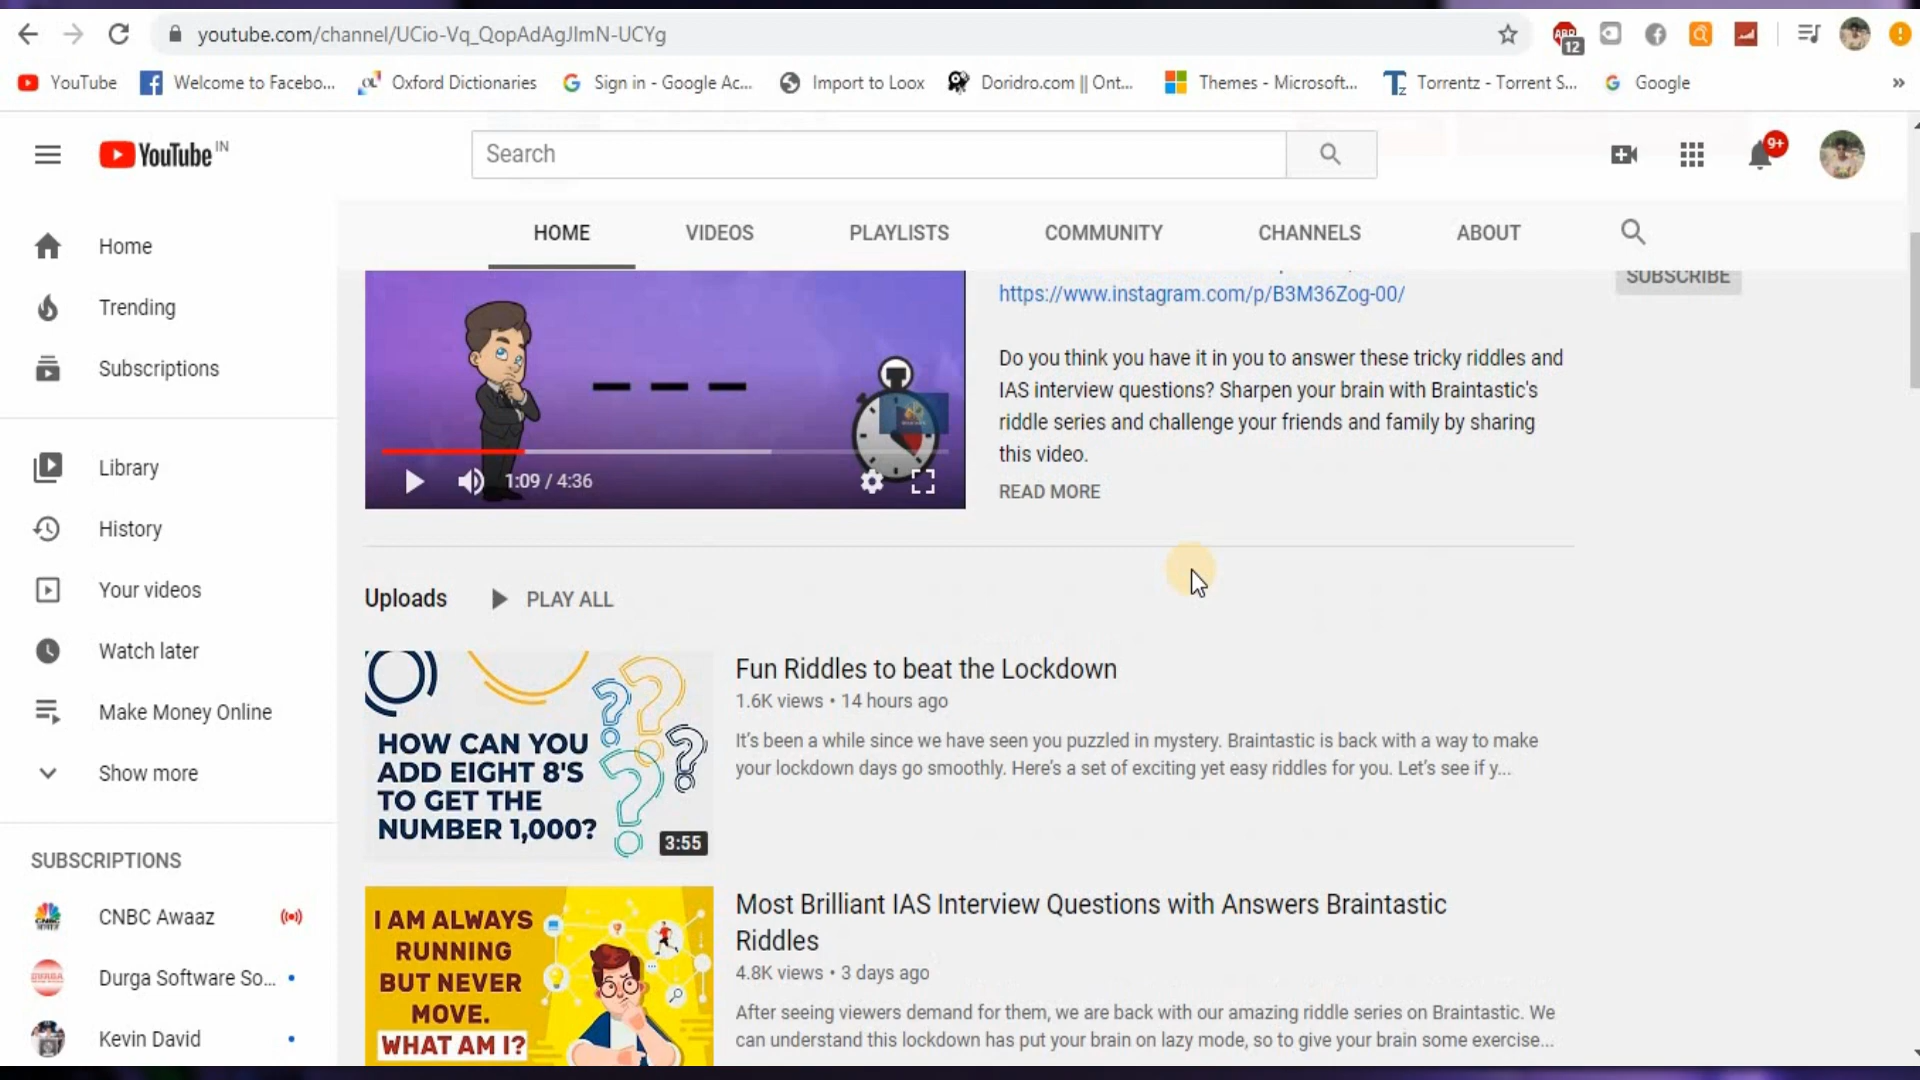 youtube.com/channel/UCio-Vq_QopAdAgJlmN-UCYg
ABP
12
YouTube
Welcome to Facebo...
Oxford Dictionaries
Sign in - Google Ac...
Import to Loox
Doridro.com || Ont...
Themes - Microsoft...
Torrentz - Torrent S...
Google
»
YouTube IN
Search
9+
HOME
VIDEOS
PLAYLISTS
COMMUNITY
CHANNELS
ABOUT
Home
Trending
Subscriptions
Library
History
Your videos
Watch later
Make Money Online
Show more
SUBSCRIPTIONS
CNBC Awaaz
Durga Software So...
Kevin David
1:09 / 4:36
https://www.instagram.com/p/B3M36Zog-00/
SUBSCRIBE
Do you think you have it in you to answer these tricky riddles and
IAS interview questions? Sharpen your brain with Braintastic's
riddle series and challenge your friends and family by sharing
this video.
READ MORE
Uploads
PLAY ALL
HOW CAN YOU
ADD EIGHT 8'S
TO GET THE
NUMBER 1,000?
3:55
Fun Riddles to beat the Lockdown
1.6K views • 14 hours ago
It's been a while since we have seen you puzzled in mystery. Braintastic is back with a way to make
your lockdown days go smoothly. Here's a set of exciting yet easy riddles for you. Let's see if y...
I AM ALWAYS
RUNNING
BUT NEVER
MOVE.
WHAT AM I?
Most Brilliant IAS Interview Questions with Answers Braintastic
Riddles
4.8K views • 3 days ago
After seeing viewers demand for them, we are back with our amazing riddle series on Braintastic. We
can understand this lockdown has put your brain on lazy mode, so to give your brain some exercise...